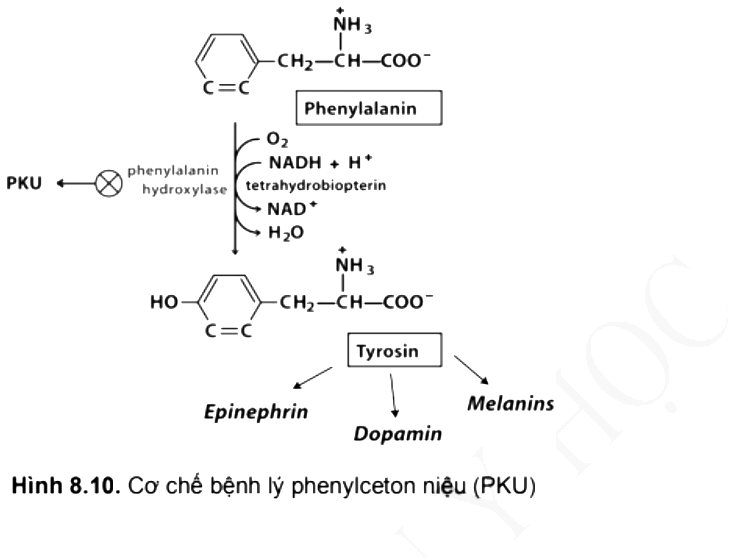 +
NH3
CH2—CH—COO−
C=C
Phenylalanin
O2
NADH + H+
phenylalanin
hydroxylase
tetrahydrobiopterin
PKU
NAD+
H2O
+
NH3
HO
CH2—CH—COO−
C=C
Tyrosin
Epinephrin
Dopamin
Melanins
Hình 8.10. Cơ chế bệnh lý phenylceton niệu (PKU)
Y HỌC